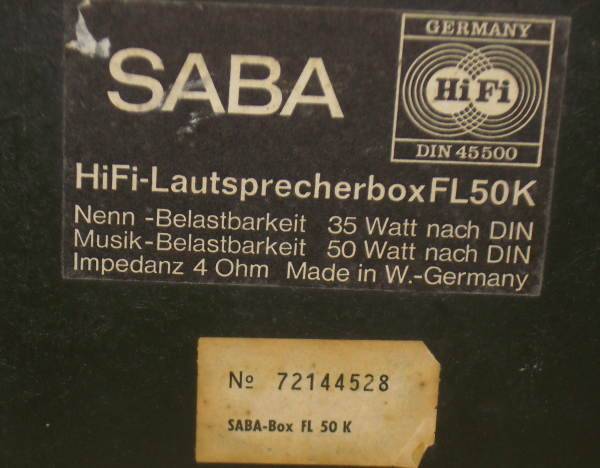 SABA
GERMANY
HiFi
DIN 45500
HiFi-Lautsprecherbox FL50K
Nenn-Belastbarkeit 35 Watt nach DIN
Musik-Belastbarkeit 50 Watt nach DIN
Impedanz 4 Ohm Made in W.-Germany
№ 72144528
SABA-Box FL 50 K